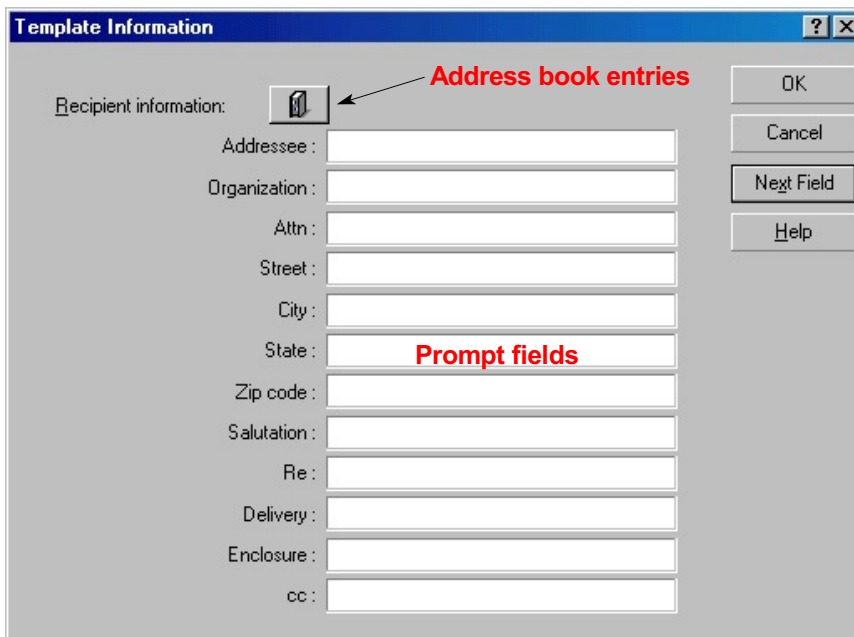 Template Information
Address book entries
Recipient information:
OK
Addressee :
Cancel
Organization :
Next Field
Attn :
Help
Street :
City :
State :
Prompt fields
Zip code :
Salutation :
Re :
Delivery :
Enclosure :
cc :